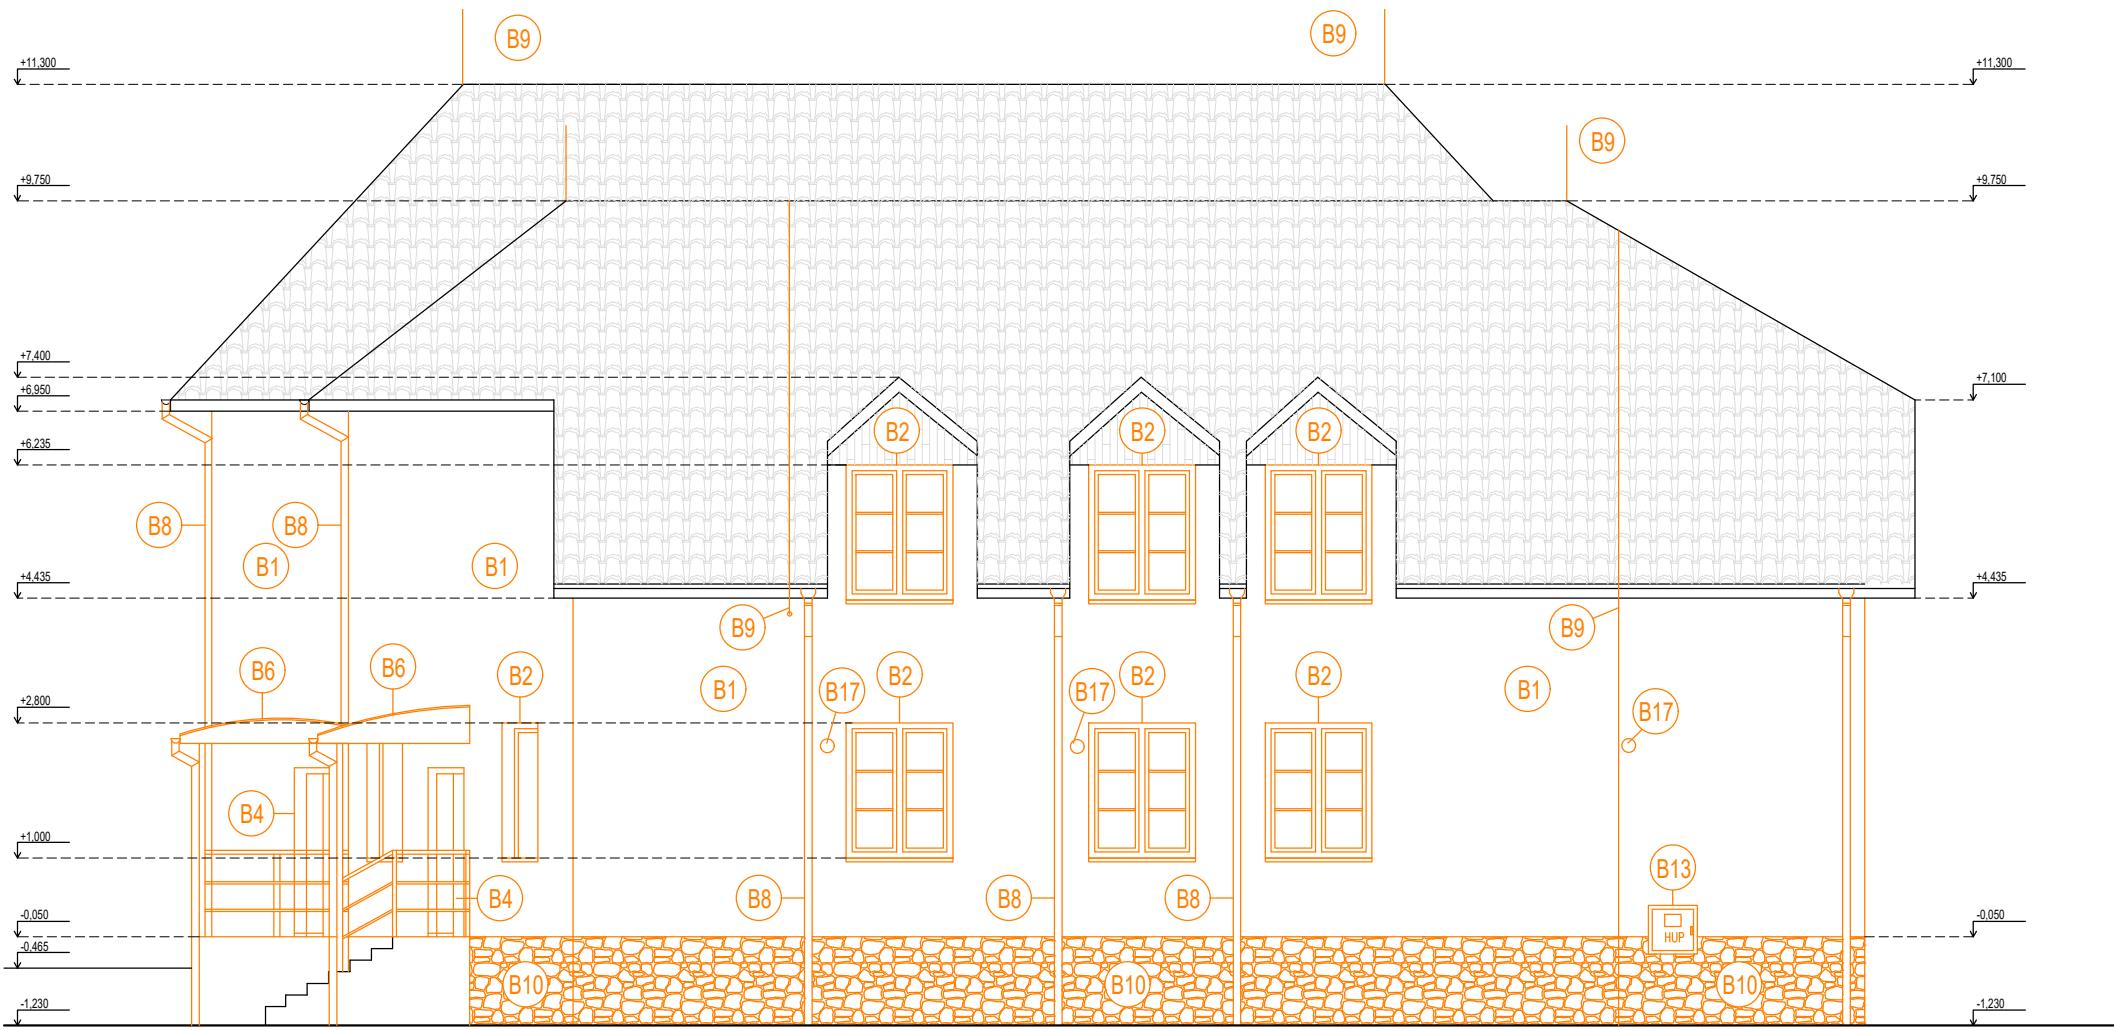 B9
B9
+11,300
+11,300
B9
+9,750
+9,750
+7,400
+6,950
+7,100
B2
B2
B2
+6,235
B8
B8
B1
B1
+4,435
+4,435
B9
B9
B6
B6
B2
B1
B17
B2
B17
B2
B2
B1
B17
+2,800
B4
+1,000
B13
B4
B8
B8
B8
-0,050
-0,050
HUP
-0,465
B10
B10
B10
-1,230
-1,230